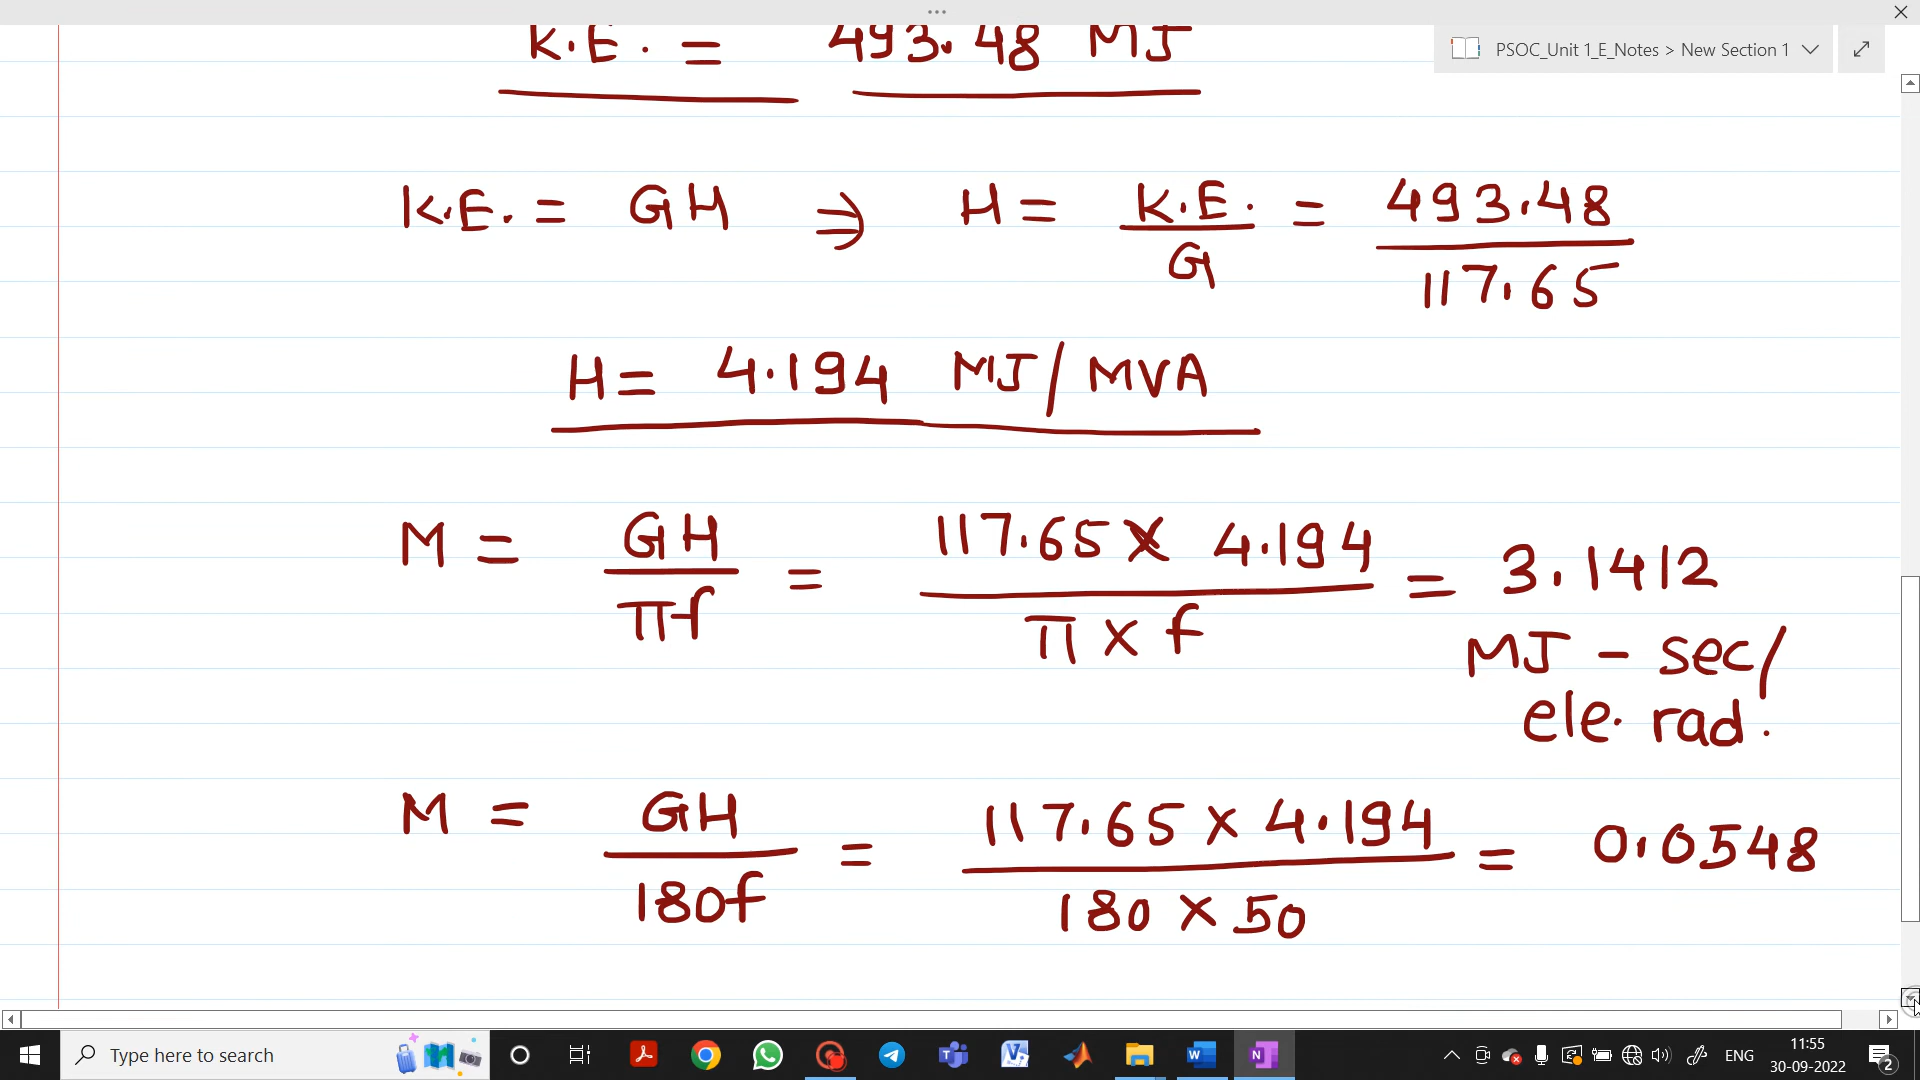 K.E. = 493.48 MJ
PSOC_Unit 1_E_Notes > New Section 1
K.E. = GH ⇒ H = K.E. / G = 493.48 / 117.65
H = 4.194 MJ/MVA
M = GH / πf = 117.65 × 4.194 / π × f = 3.1412
MJ - sec/
ele. rad.
M = GH / 180f = 117.65 × 4.194 / 180 × 50 = 0.0548
Type here to search
ENG
11:55
30-09-2022
2